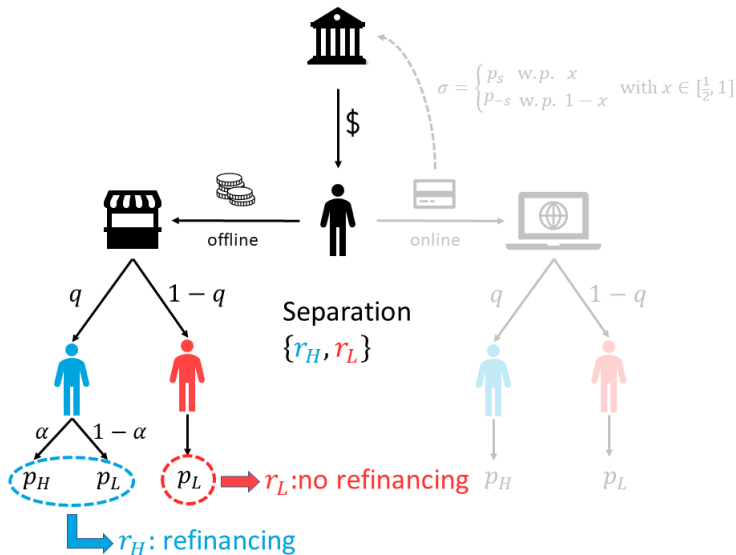 σ = { p_s w.p. x
p_{-s} w.p. 1 − x with x ∈ [1/2, 1]
$
offline online
q 1 − q
Separation
{r_H, r_L}
q 1 − q
α 1 − α
p_H p_L p_L
r_L:no refinancing
p_H p_L
r_H: refinancing